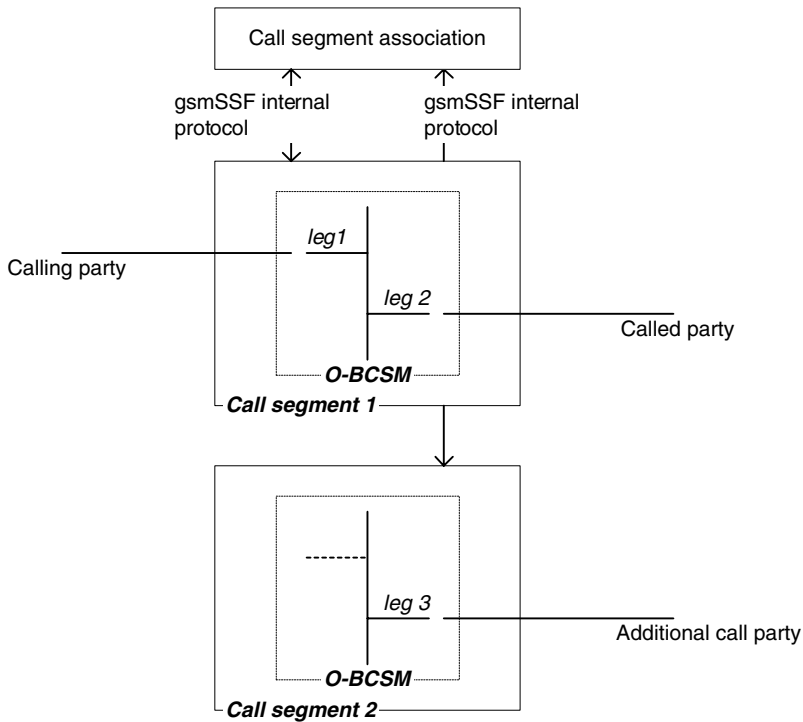 Call segment association
gsmSSF internal
protocol
gsmSSF internal
protocol
leg1
Calling party
leg 2
Called party
O-BCSM
Call segment 1
leg 3
Additional call party
O-BCSM
Call segment 2